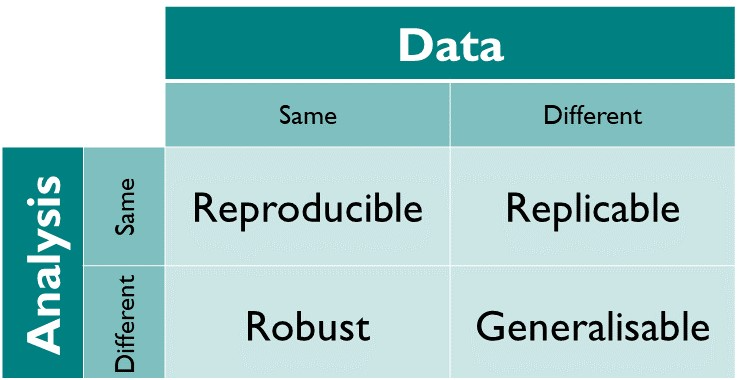 Data
Same Different
Analysis
Same Reproducible Replicable
Different Robust Generalisable